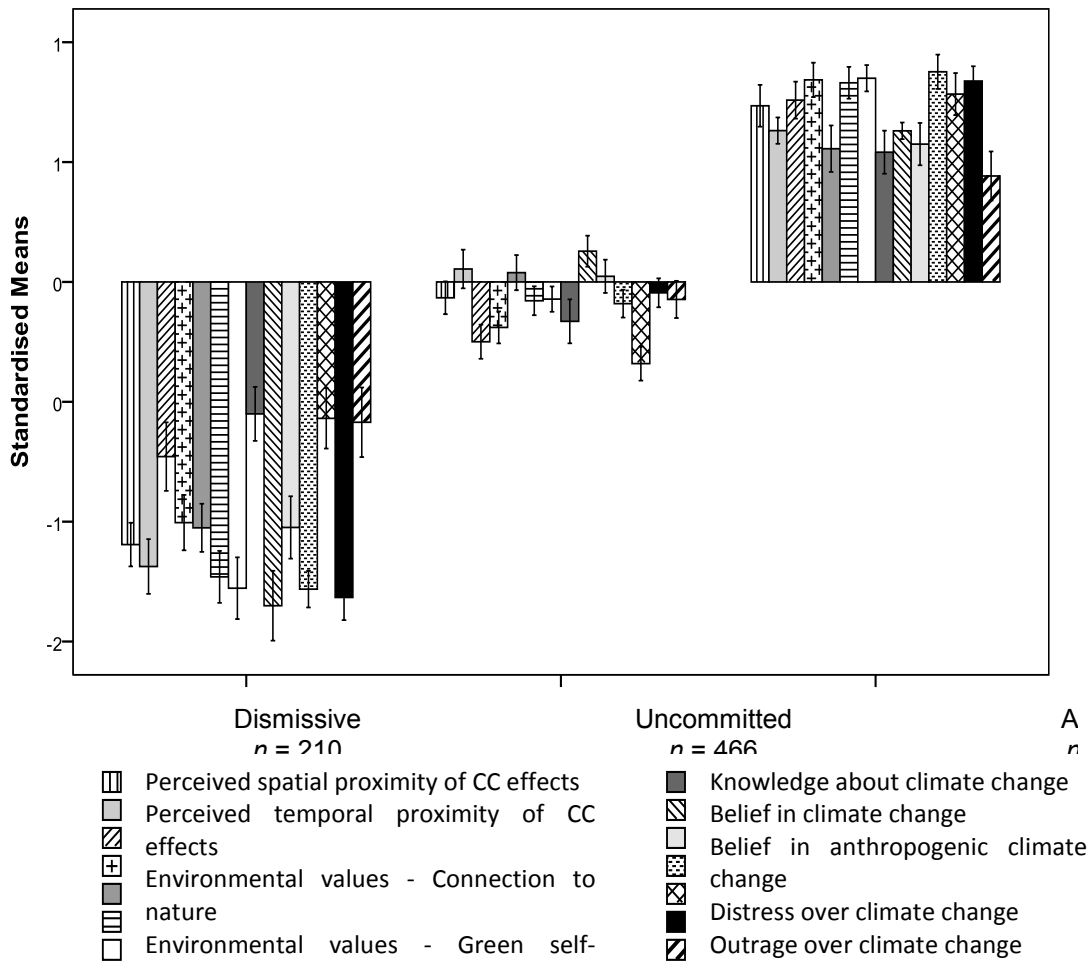 Standardised Means
1
1
0
0
-1
-2
Dismissive
n = 210
Uncommitted
n = 466
A
n
Perceived spatial proximity of CC effects
Perceived temporal proximity of CC
effects
Environmental values - Connection to
nature
Environmental values - Green self-
Knowledge about climate change
Belief in climate change
Belief in anthropogenic climate
change
Distress over climate change
Outrage over climate change